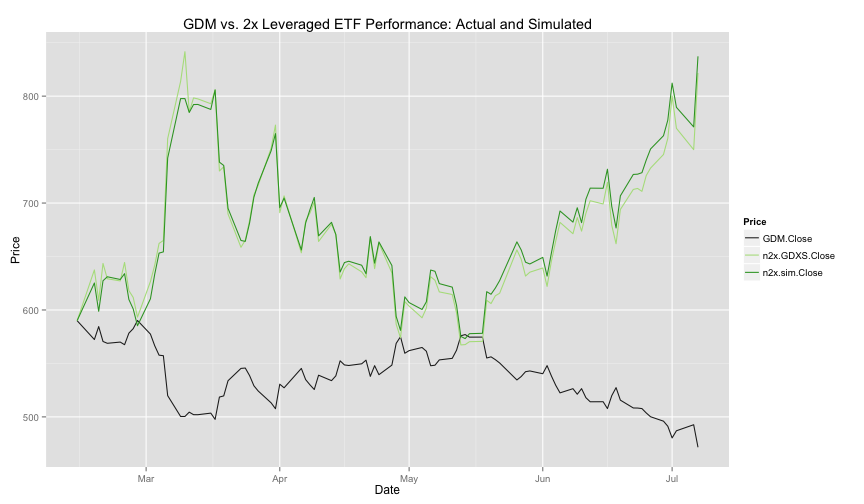 GDM vs. 2x Leveraged ETF Performance: Actual and Simulated
800
700
600
500
Price
Mar
Apr
May
Jun
Jul
Date
Price
GDM.Close
n2x.GDXS.Close
n2x.sim.Close